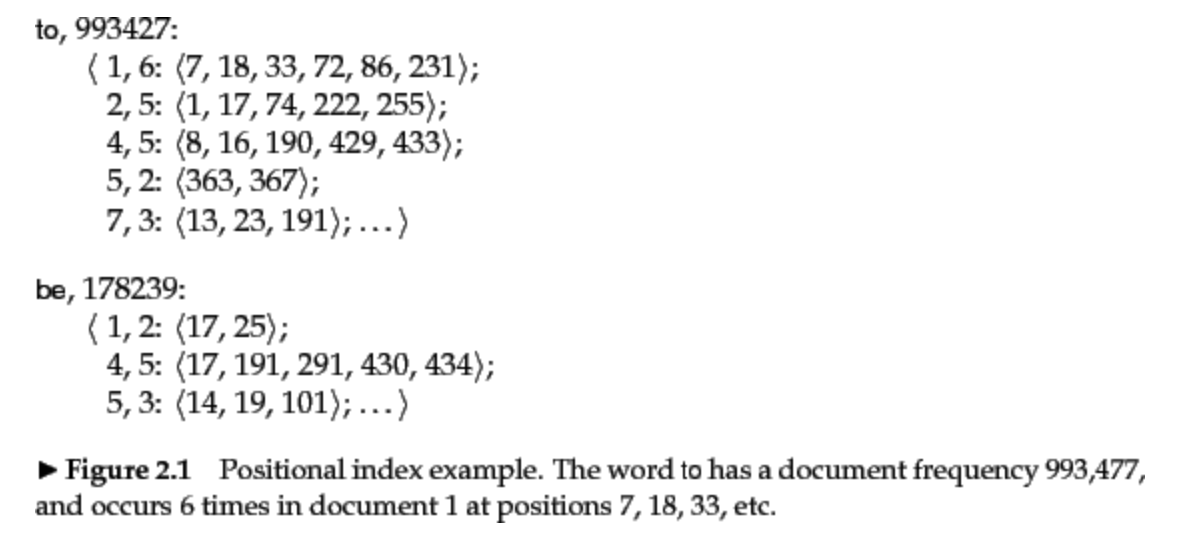 to, 993427:
⟨ 1, 6: ⟨7, 18, 33, 72, 86, 231⟩;
2, 5: ⟨1, 17, 74, 222, 255⟩;
4, 5: ⟨8, 16, 190, 429, 433⟩;
5, 2: ⟨363, 367⟩;
7, 3: ⟨13, 23, 191⟩; ...⟩
be, 178239:
⟨ 1, 2: ⟨17, 25⟩;
4, 5: ⟨17, 191, 291, 430, 434⟩;
5, 3: ⟨14, 19, 101⟩; ...⟩
► Figure 2.1 Positional index example. The word to has a document frequency 993,477,
and occurs 6 times in document 1 at positions 7, 18, 33, etc.